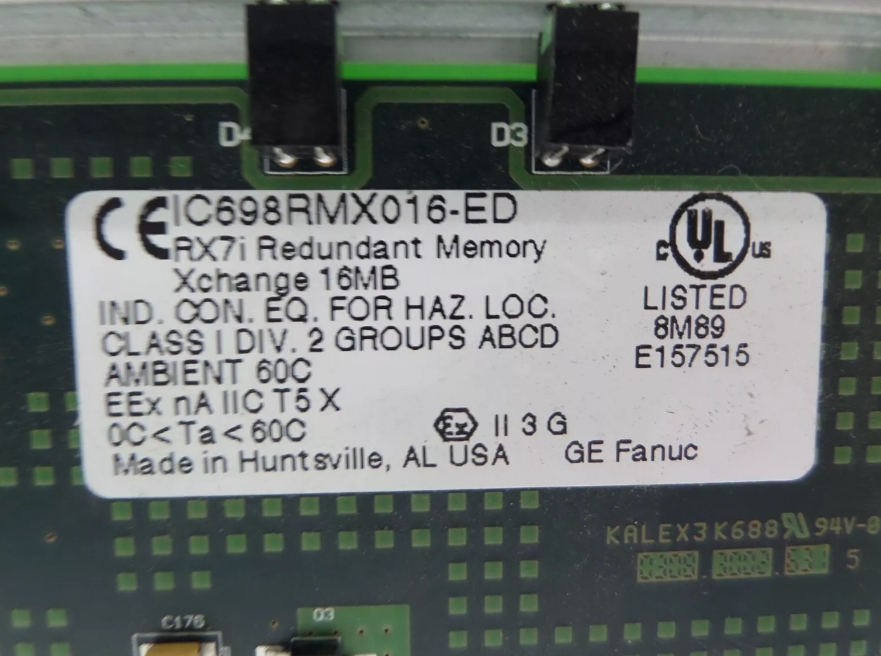 D4 D3
CE IC698RMX016-ED
RX7i Redundant Memory
Xchange 16MB
IND. CON. EQ. FOR HAZ. LOC.
CLASS I DIV. 2 GROUPS ABCD
AMBIENT 60C
EEx nA IIC T5 X
0C<Ta<60C
Ex II 3 G
Made in Huntsville, AL USA GE Fanuc
C UL US
LISTED
8M89
E157515
KALEX3 K688 94V-0
5
C176
Q3